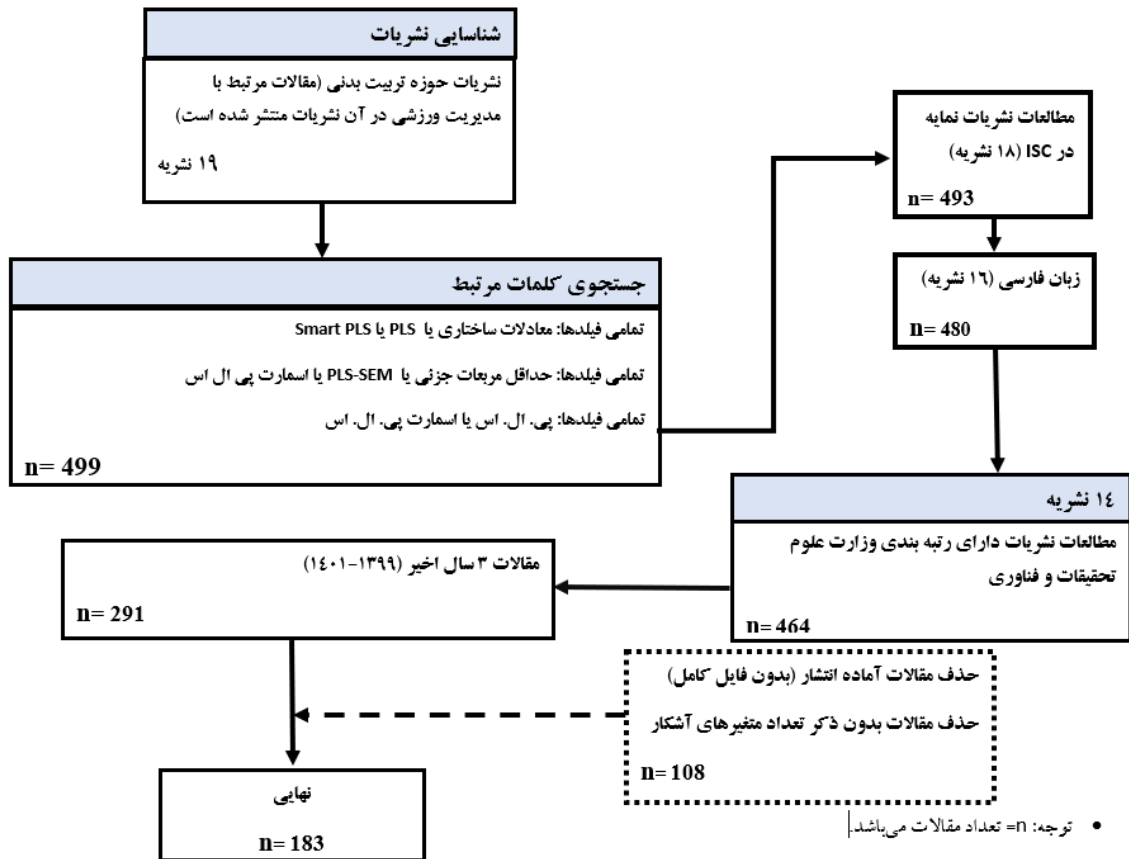 شناسایی نشریات
نشریات حوزه تربیت بدنی (مقالات مرتبط با
مدیریت ورزشی در آن نشریات منتشر شده است)
۱۹ نشریه
جستجوی کلمات مرتبط
تمامی فیلدها: معادلات ساختاری یا PLS یا Smart PLS
تمامی فیلدها: حداقل مربعات جزئی یا PLS-SEM یا اسمارت پی ال اس
تمامی فیلدها: پی. ال. اس یا اسمارت پی. ال. اس
n= 499
مطالعات نشریات نمایه
در ISC (۱۸ نشریه)
n= 493
زبان فارسی (۱۶ نشریه)
n= 480
۱٤ نشریه
مطالعات نشریات دارای رتبه بندی وزارت علوم
تحقیقات و فناوری
n= 464
مقالات ۳ سال اخیر (۱۳۹۹-۱٤۰۱)
n= 291
حذف مقالات آماده انتشار (بدون فایل کامل)
حذف مقالات بدون ذکر تعداد متغیرهای آشکار
n= 108
نهایی
n= 183
• توجه: n= تعداد مقالات می‌باشد.